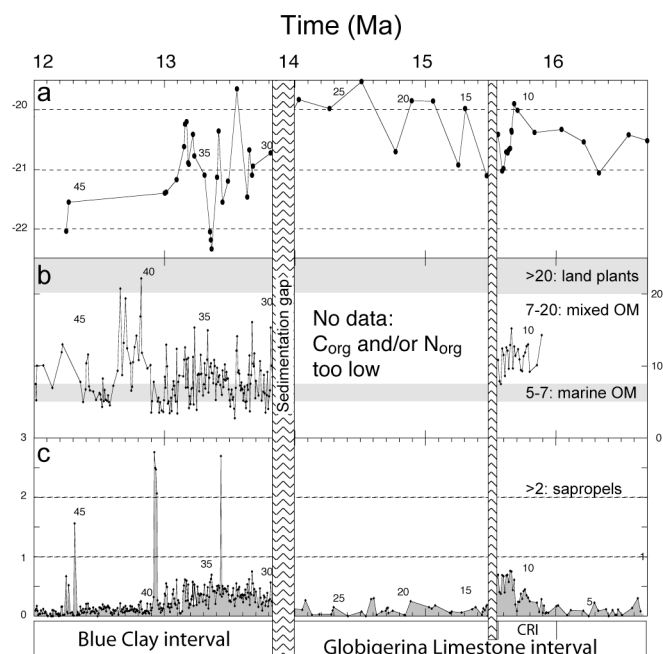 Time (Ma)
12 13 14 15 16
a
-20
-21
-22
45 35 30 25 20 15 10
b
>20: land plants
7-20: mixed OM
5-7: marine OM
45 40 35 30 10
20
10
0
Sedimentation gap
No data:
Corg and/or Norg
too low
c
3
2
1
0
>2: sapropels
1
45 40 35 30 25 20 15 10 5
CRI
Blue Clay interval
Globigerina Limestone interval